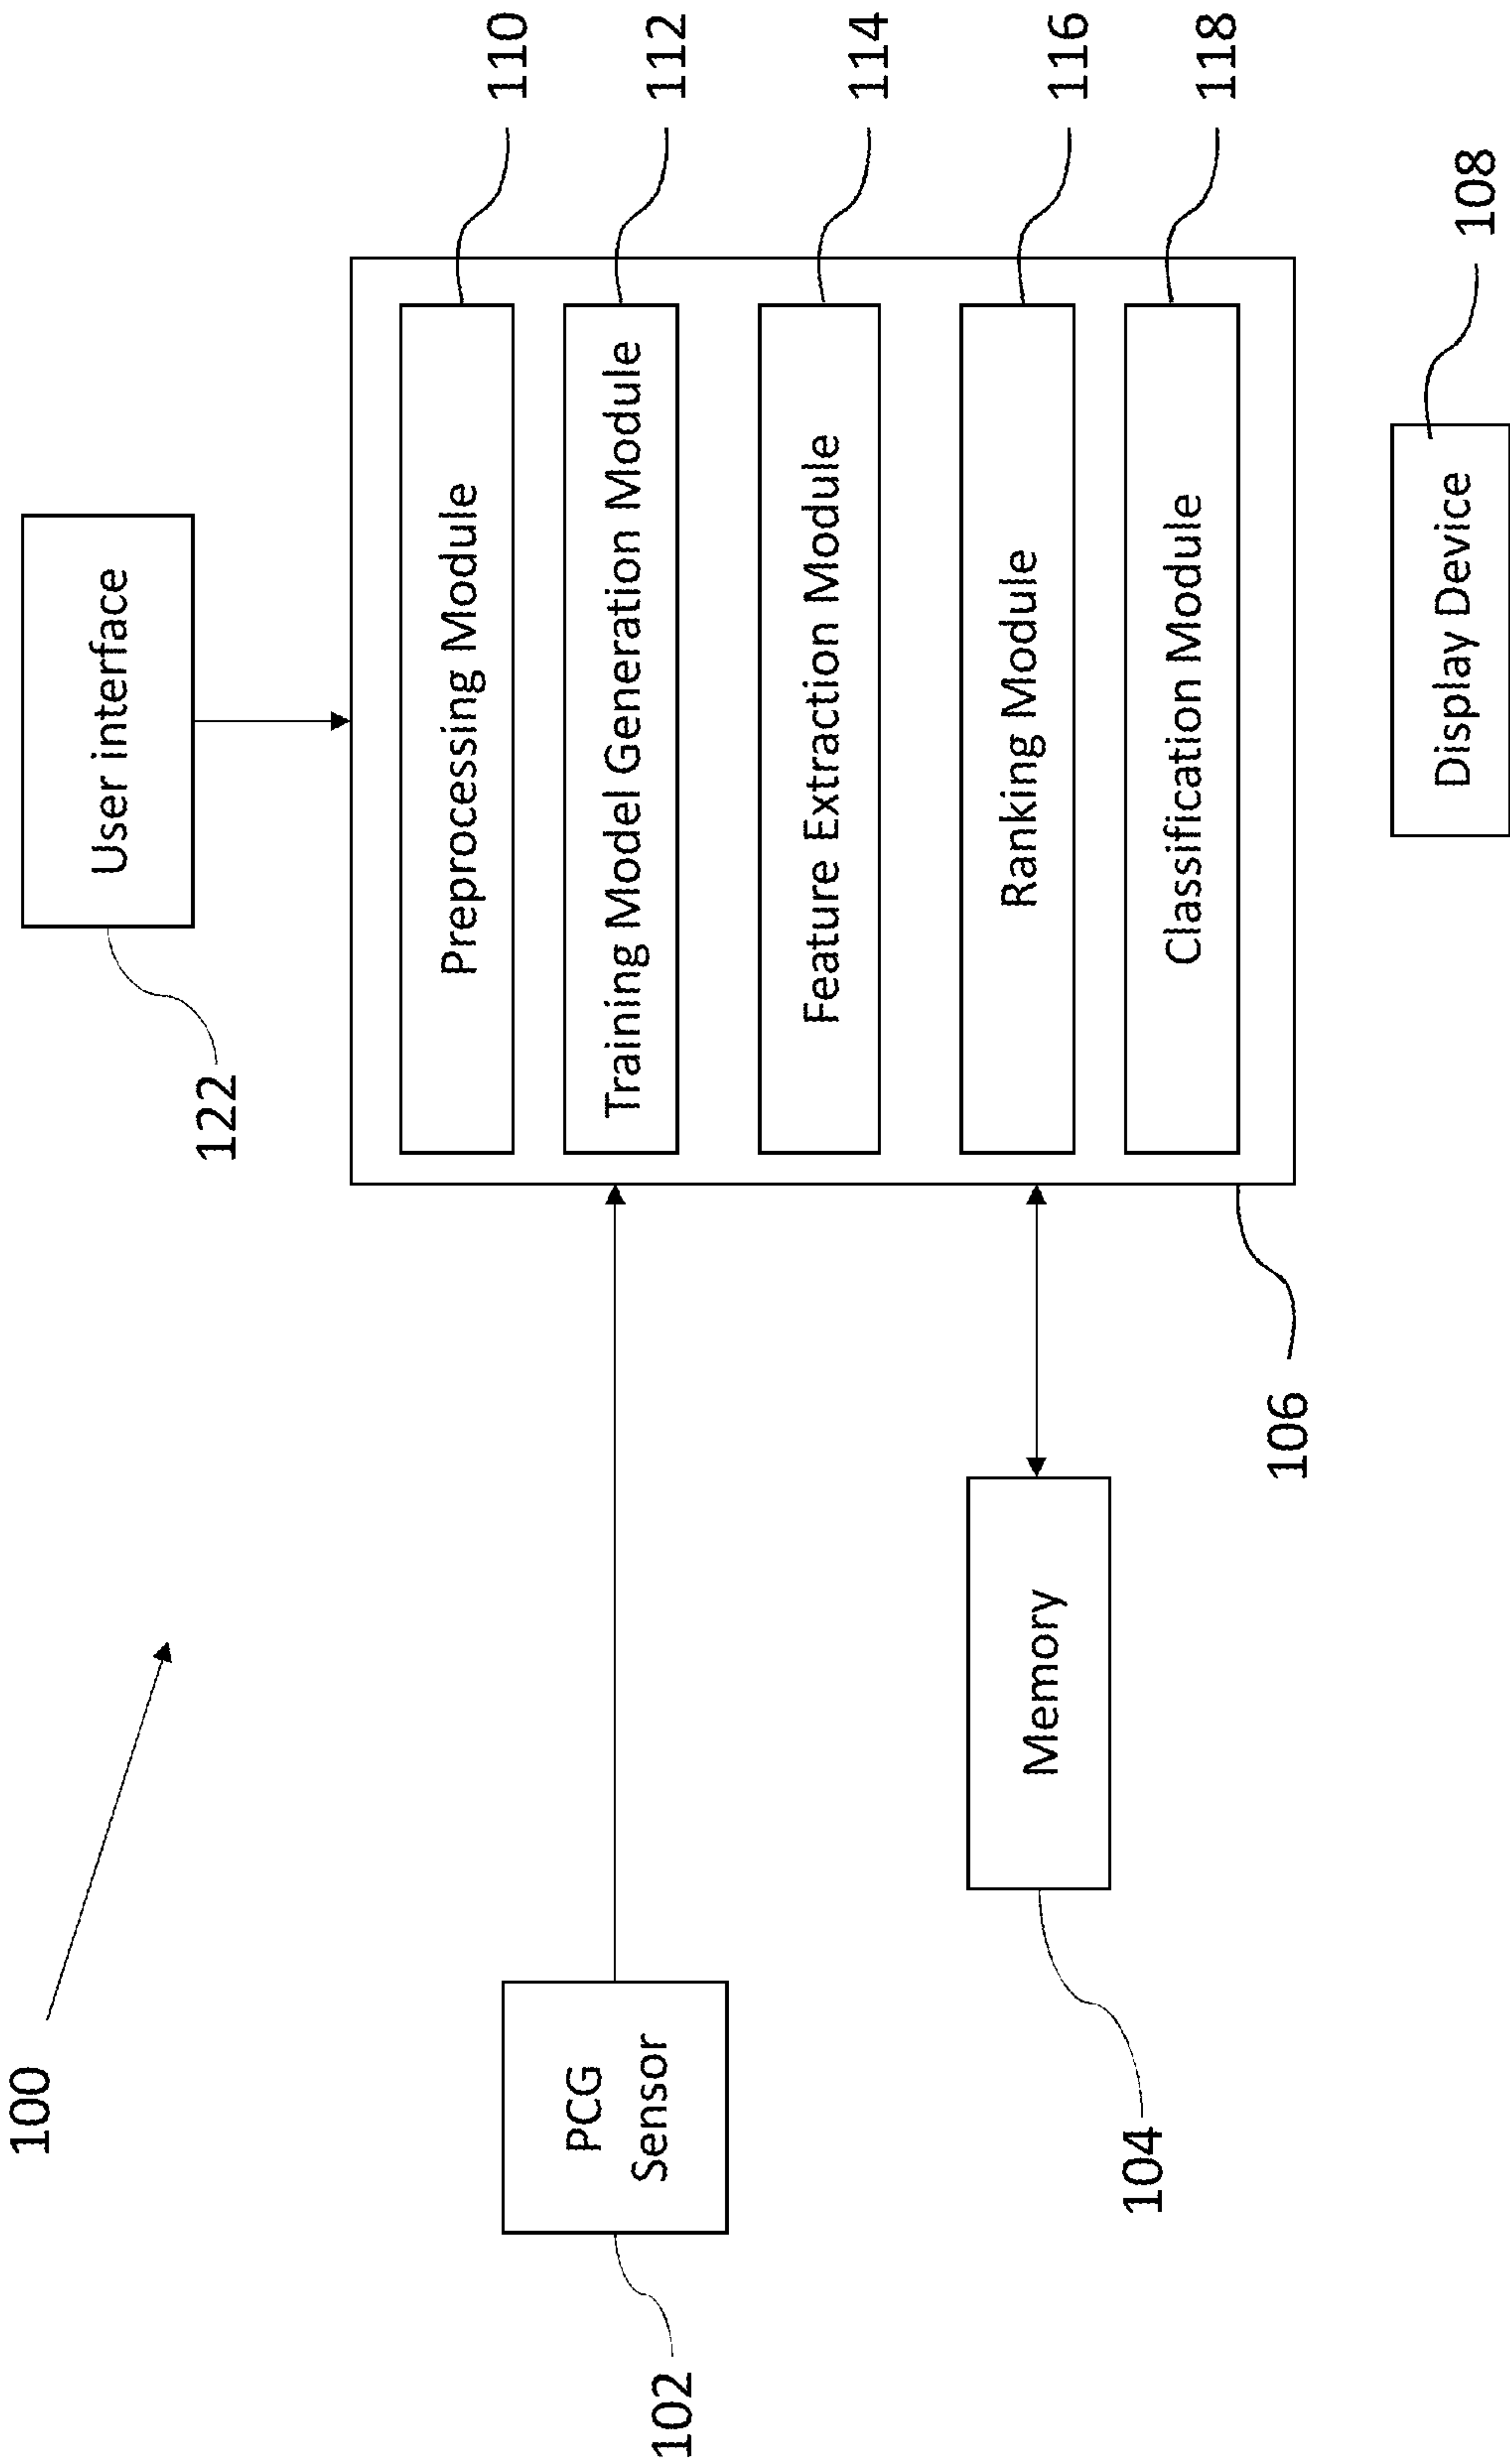 100
User interface
122
Preprocessing Module
110
PCG
Sensor
102
Training Model Generation Module
112
Feature Extraction Module
114
Memory
104
Ranking Module
116
Classification Module
118
106
Display Device
108